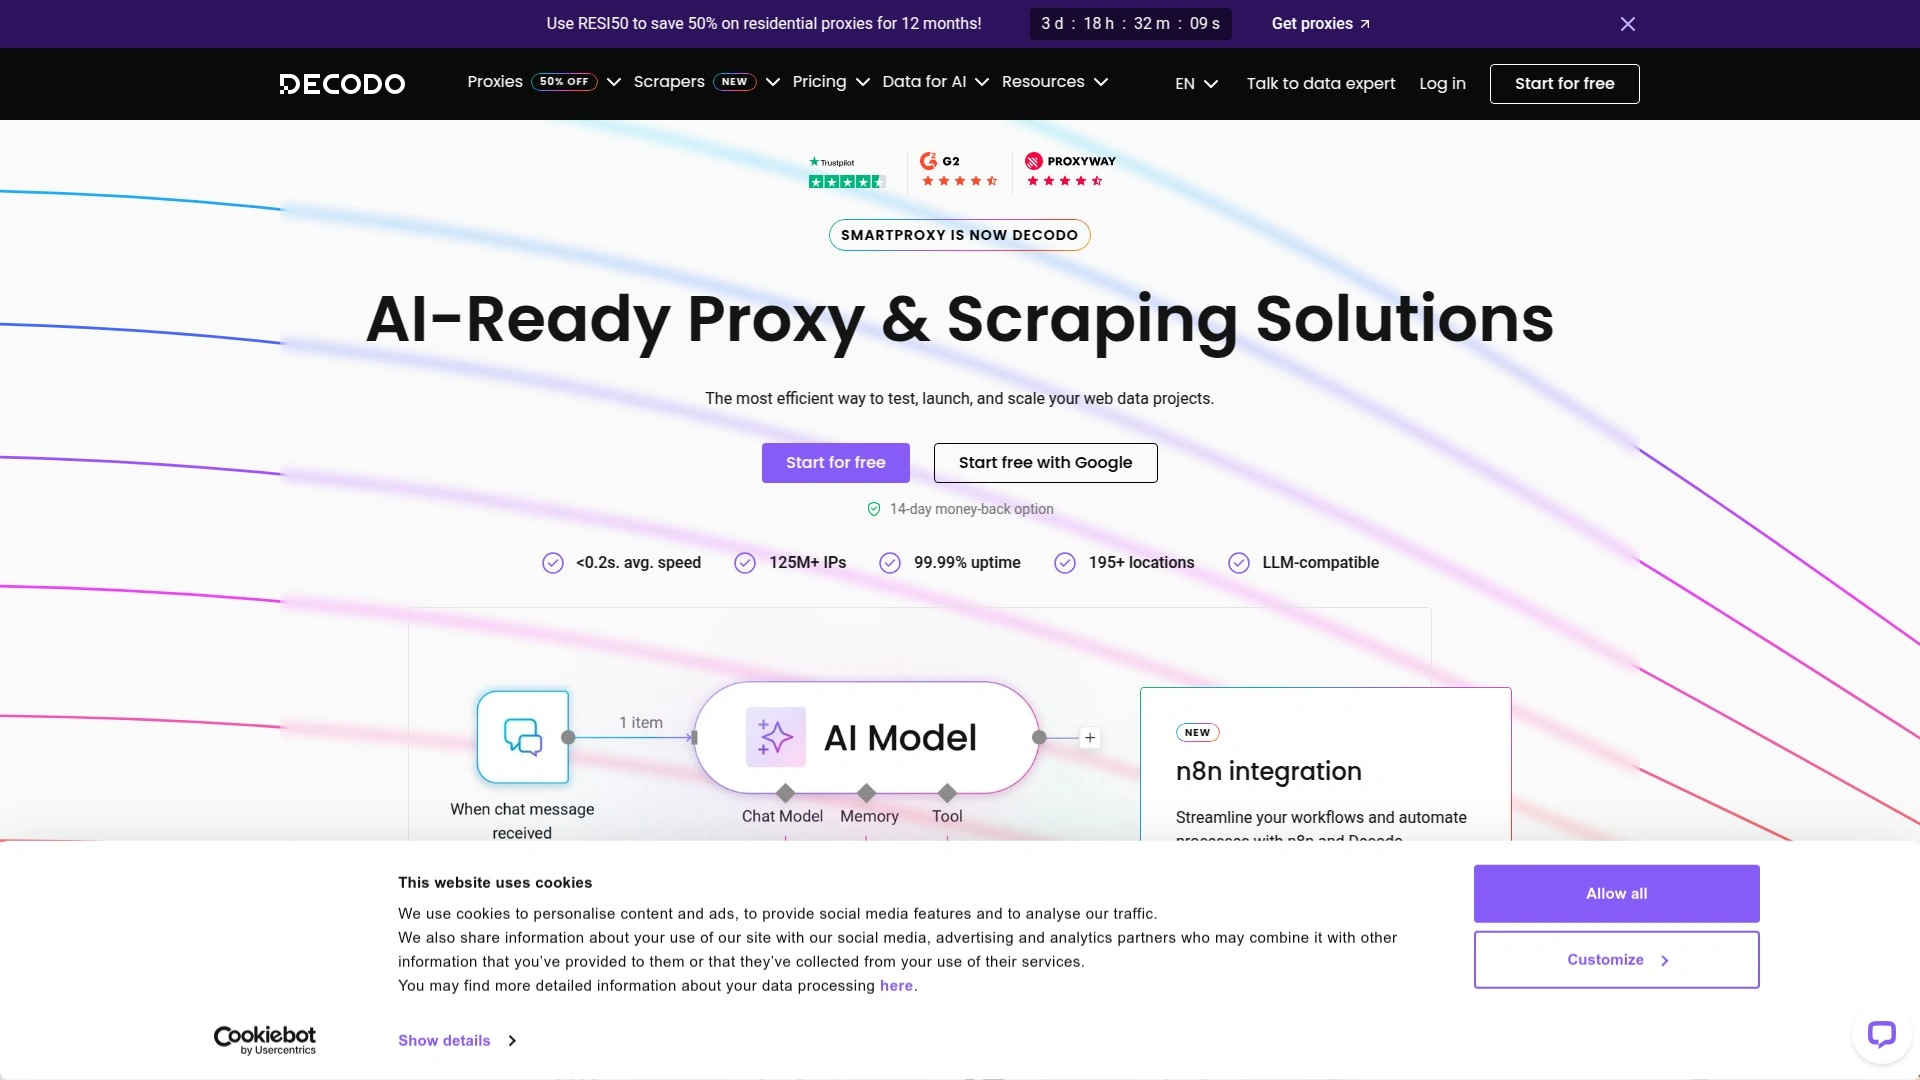 Use RESI50 to save 50% on residential proxies for 12 months!
3 d : 18 h : 32 m : 09 s
Get proxies
DECODO
Proxies 50% OFF
Scrapers NEW
Pricing
Data for AI
Resources
EN
Talk to data expert
Log in
Start for free
Trustpilot
G2
PROXYWAY
SMARTPROXY IS NOW DECODO
AI-Ready Proxy & Scraping Solutions
The most efficient way to test, launch, and scale your web data projects.
Start for free
Start free with Google
14-day money-back option
<0.2s. avg. speed
125M+ IPs
99.99% uptime
195+ locations
LLM-compatible
1 item
AI Model
When chat message
received
Chat Model
Memory
Tool
NEW
n8n integration
Streamline your workflows and automate
processes with n8n and Decodo
This website uses cookies
We use cookies to personalise content and ads, to provide social media features and to analyse our traffic.
We also share information about your use of our site with our social media, advertising and analytics partners who may combine it with other
information that you've provided to them or that they've collected from your use of their services.
You may find more detailed information about your data processing here.
Allow all
Customize
Cookiebot
by Usercentrics
Show details